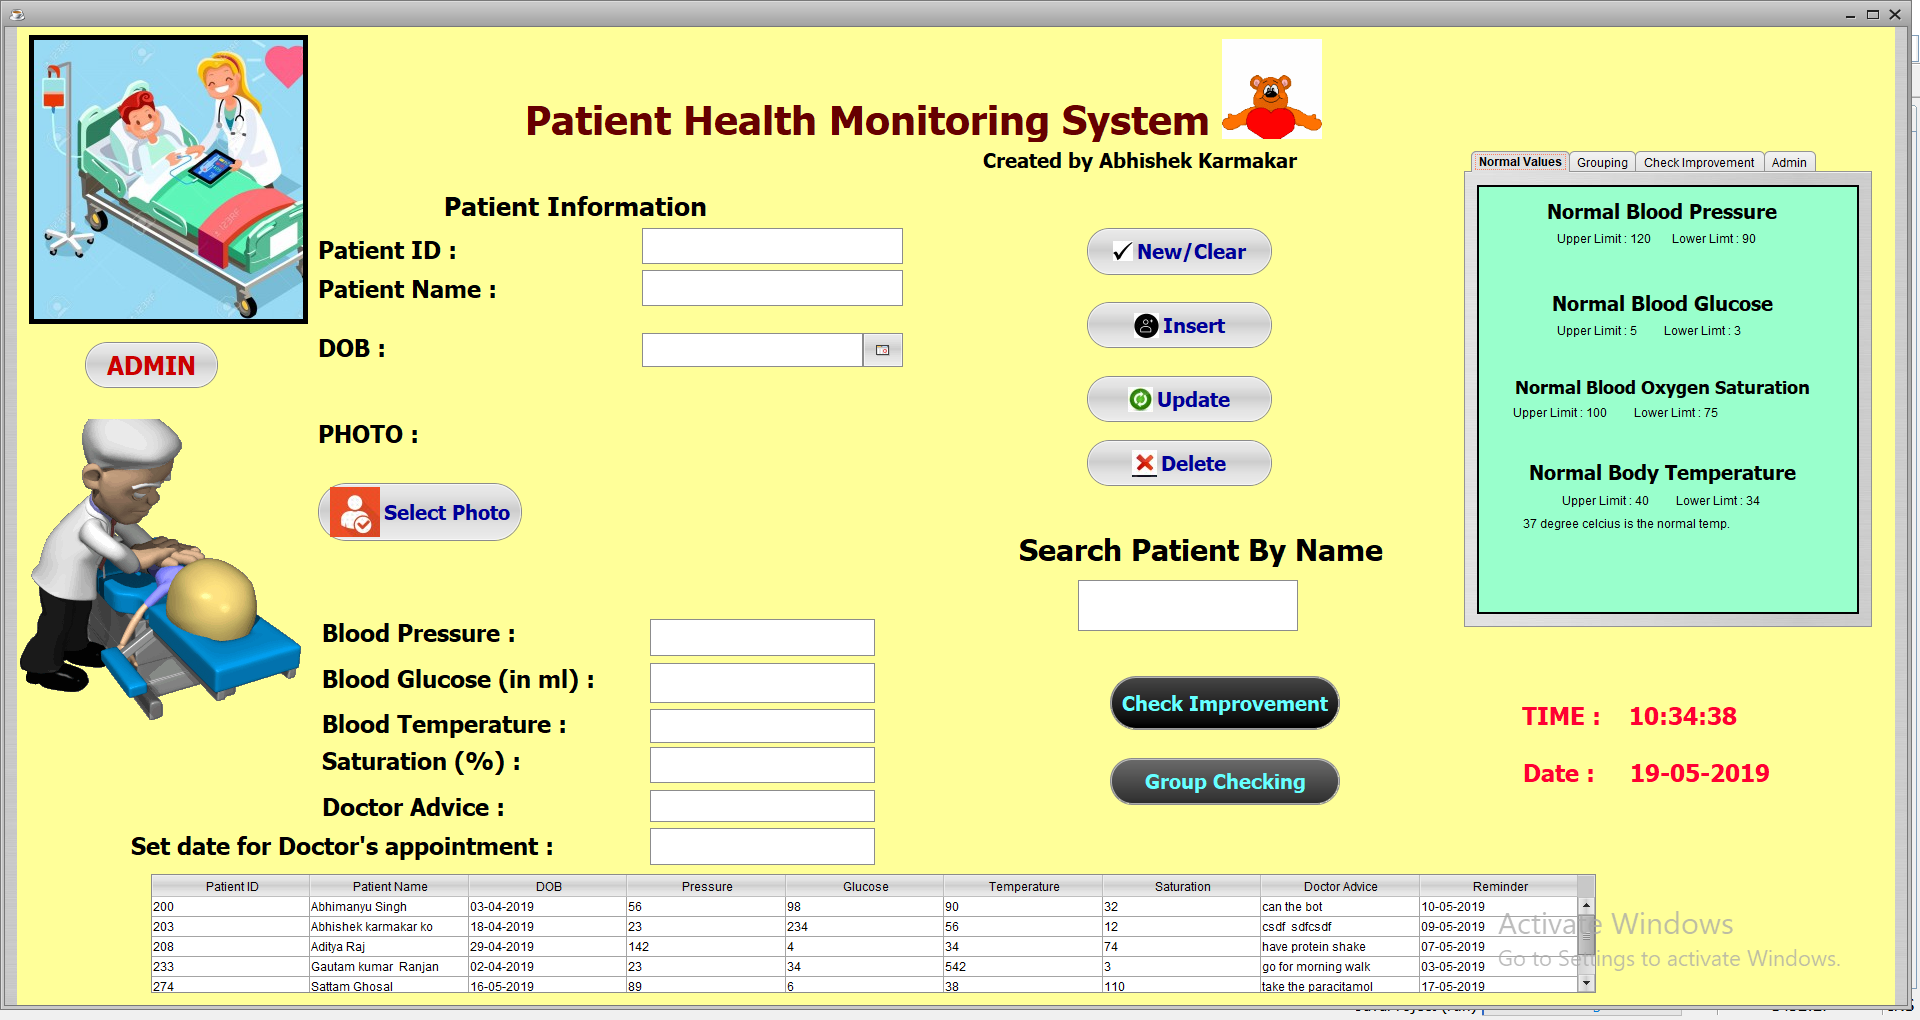 Patient Health Monitoring System
Created by Abhishek Karmakar
Patient Information
Patient ID :
Patient Name :
DOB :
PHOTO :
Select Photo
ADMIN
Blood Pressure :
Blood Glucose (in ml) :
Blood Temperature :
Saturation (%) :
Doctor Advice :
Set date for Doctor's appointment :
New/Clear
Insert
Update
Delete
Search Patient By Name
Check Improvement
Group Checking
Normal Values Grouping Check Improvement Admin
Normal Blood Pressure
Upper Limit : 120 Lower Limt : 90
Normal Blood Glucose
Upper Limit : 5 Lower Limt : 3
Normal Blood Oxygen Saturation
Upper Limit : 100 Lower Limt : 75
Normal Body Temperature
Upper Limit : 40 Lower Limt : 34
37 degree celcius is the normal temp.
TIME : 10:34:38
Date : 19-05-2019
Patient ID Patient Name DOB Pressure Glucose Temperature Saturation Doctor Advice Reminder
200 Abhimanyu Singh 03-04-2019 56 98 90 32 can the bot 10-05-2019
203 Abhishek karmakar ko 18-04-2019 23 234 56 12 csdf sdfcsdf 09-05-2019
208 Aditya Raj 29-04-2019 142 4 34 74 have protein shake 07-05-2019
233 Gautam kumar Ranjan 02-04-2019 23 34 542 3 go for morning walk 03-05-2019
274 Sattam Ghosal 16-05-2019 89 6 38 110 take the paracitamol 17-05-2019
Activate Windows
Go to Settings to activate Windows.